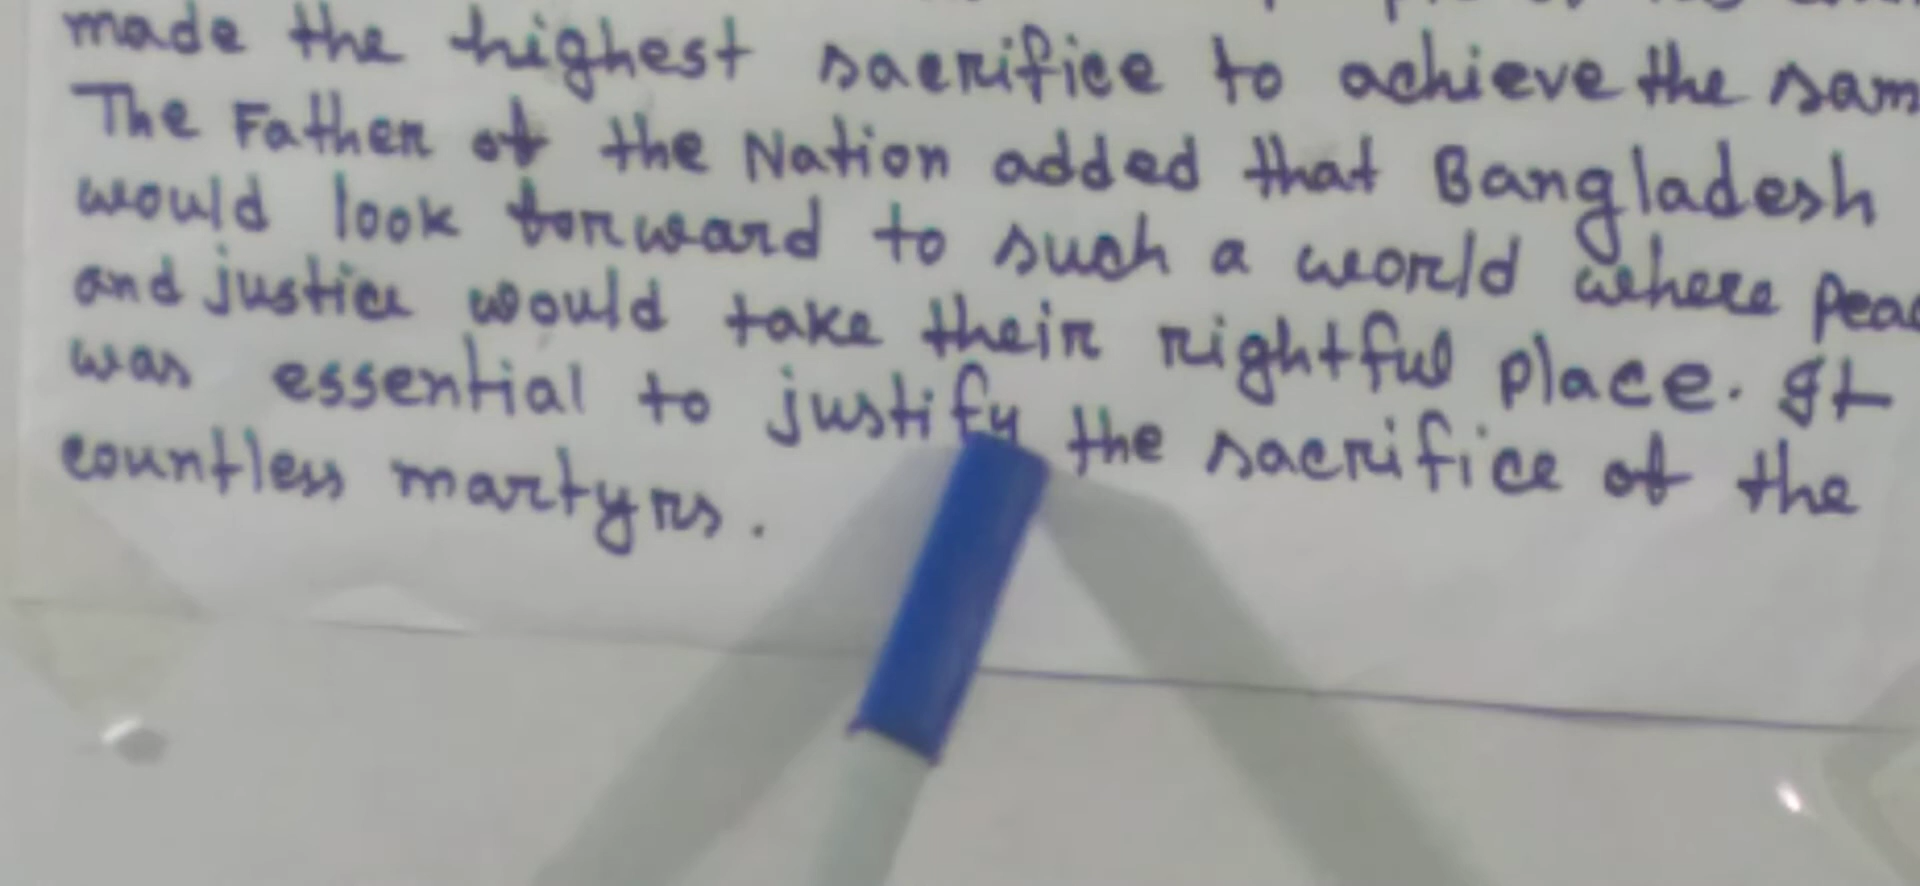 made the highest sacrifice to achieve the sam
The Father of the Nation added that Bangladesh
would look forward to such a world where peac
and justice would take their rightful place. It
was essential to justify the sacrifice of the
countless martyrs.